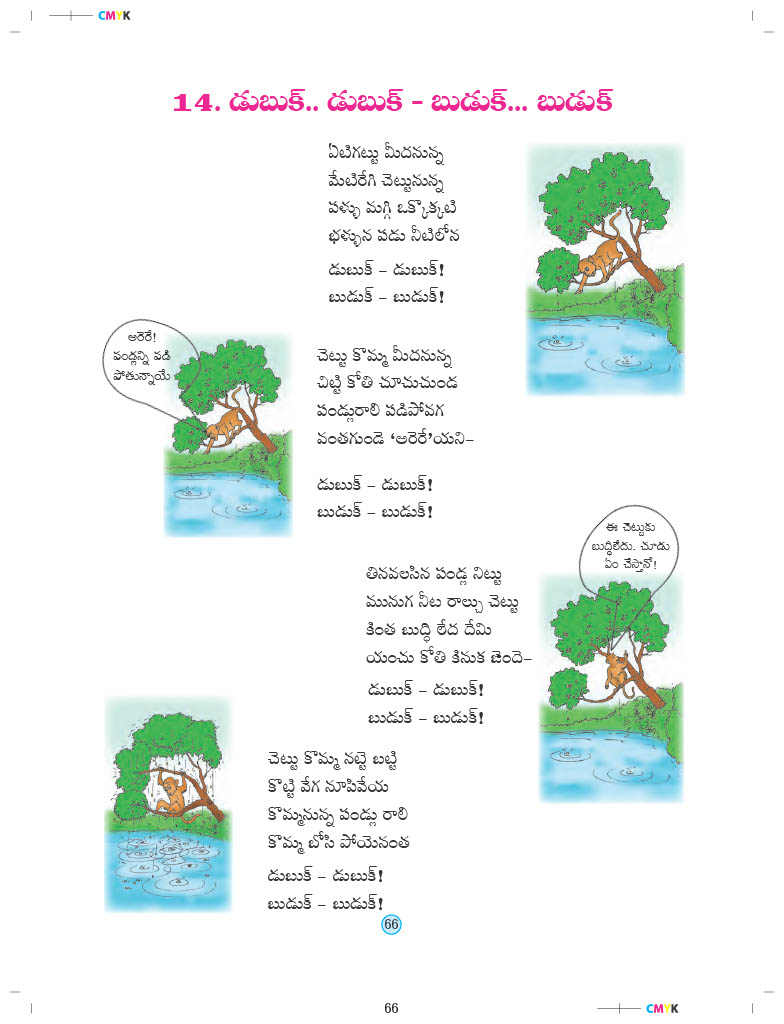 CMYK
14. డుబుక్.. డుబుక్ - బుడుక్... బుడుక్
ఏటిగట్టు మీదనున్న
మేటిరేగి చెట్టునున్న
పళ్ళు మగ్గి ఒక్కొక్కటి
భళ్ళున పడు నీటిలోన
డుబుక్ – డుబుక్!
బుడుక్ – బుడుక్!
అరెరే!
పండ్లన్ని పడి
పోతున్నాయే
చెట్టు కొమ్మ మీదనున్న
చిట్టి కోతి చూచుచుండ
పండ్లురాలి పడిపోవగ
వంతగుండె ‘అరెరే’యని–
డుబుక్ – డుబుక్!
బుడుక్ – బుడుక్!
ఈ చెట్టుకు
బుద్ధిలేదు. చూడు
ఏం చేస్తానో!
తినవలసిన పండ్ల నిట్టు
మునుగ నీట రాల్చు చెట్టు
కింత బుద్ధి లేద దేమి
యంచు కోతి కినుక జెందె–
డుబుక్ – డుబుక్!
బుడుక్ – బుడుక్!
చెట్టు కొమ్మ నట్టె బట్టి
కొట్టి వేగ నూపివేయ
కొమ్మనున్న పండ్లు రాలి
కొమ్మ బోసి పోయెనంత
డుబుక్ – డుబుక్!
బుడుక్ – బుడుక్!
66
66
CMYK